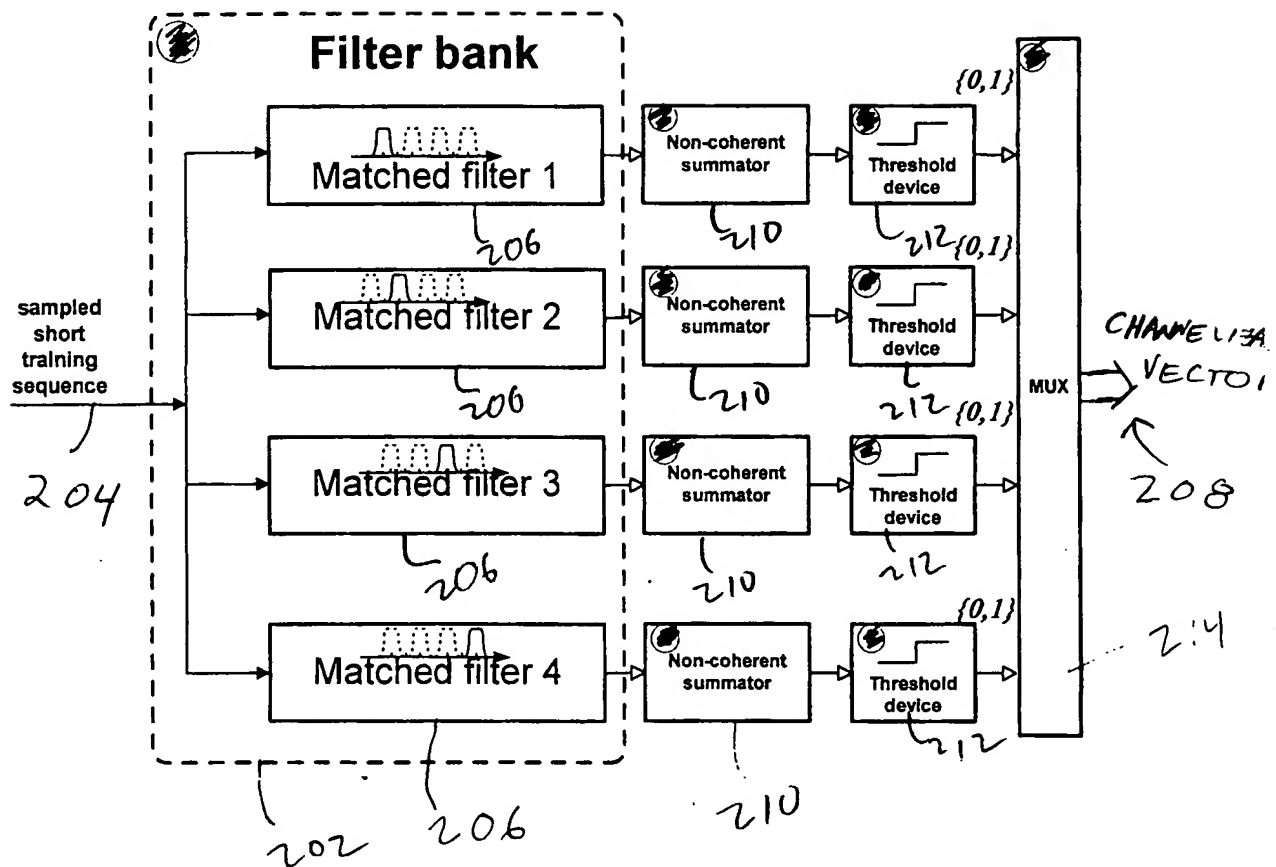 Filter bank
{0,1}
Matched filter 1
Non-coherent
summator
Threshold
device
206
210
212
{0,1}
sampled
short
training
sequence
204
Matched filter 2
Non-coherent
summator
Threshold
device
206
210
212
{0,1}
MUX
VECTOR
208
Matched filter 3
Non-coherent
summator
Threshold
device
206
210
212
{0,1}
Matched filter 4
Non-coherent
summator
Threshold
device
214
202
206
210
212